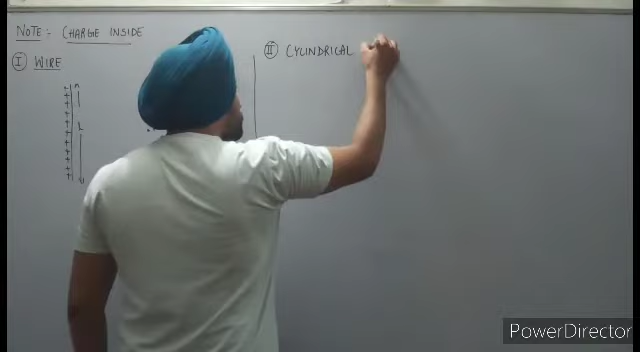 NOTE:- CHARGE INSIDE
I WIRE
L
II CYLINDRICAL
PowerDirector